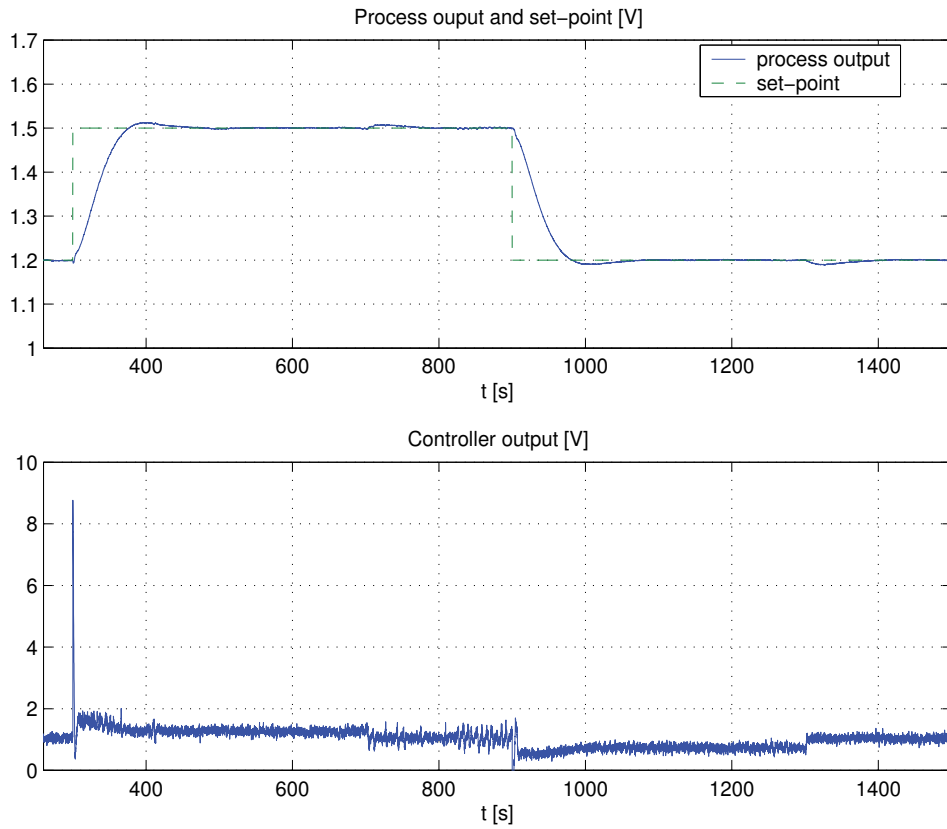 Process ouput and set-point [V]
1.7
1.6
1.5
1.4
1.3
1.2
1.1
1
process output
set-point
400 600 800 1000 1200 1400
t [s]
Controller output [V]
10
8
6
4
2
0
400 600 800 1000 1200 1400
t [s]